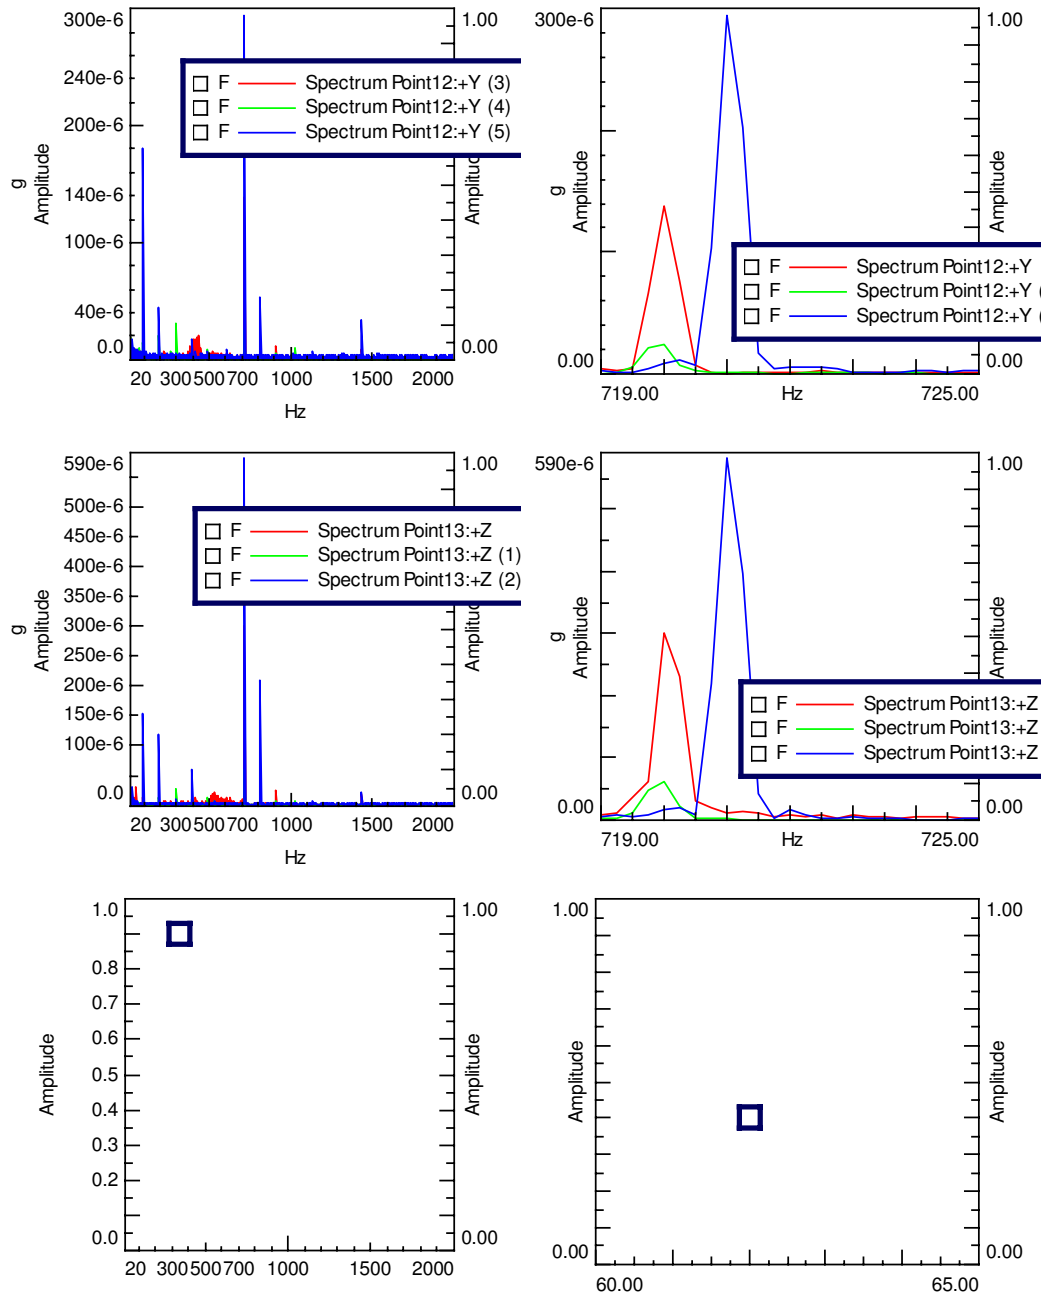 300e-6
240e-6
200e-6
140e-6
100e-6
40e-6
0.0
g
Amplitude
1.00
0.00
Amplitude
F Spectrum Point12:+Y (3)
F Spectrum Point12:+Y (4)
F Spectrum Point12:+Y (5)
20 300 500 700 1000 1500 2000
Hz
300e-6
0.00
g
Amplitude
1.00
0.00
Amplitude
F Spectrum Point12:+Y
F Spectrum Point12:+Y (
F Spectrum Point12:+Y (
719.00 Hz 725.00
590e-6
500e-6
450e-6
400e-6
350e-6
300e-6
250e-6
200e-6
150e-6
100e-6
0.0
g
Amplitude
1.00
0.00
Amplitude
F Spectrum Point13:+Z
F Spectrum Point13:+Z (1)
F Spectrum Point13:+Z (2)
20 300 500 700 1000 1500 2000
Hz
590e-6
0.00
g
Amplitude
1.00
0.00
Amplitude
F Spectrum Point13:+Z
F Spectrum Point13:+Z
F Spectrum Point13:+Z
719.00 Hz 725.00
1.0
0.8
0.7
0.6
0.5
0.4
0.3
0.2
0.0
Amplitude
1.00
0.00
Amplitude
20 300 500 700 1000 1500 2000
1.00
0.00
Amplitude
1.00
0.00
Amplitude
60.00 65.00